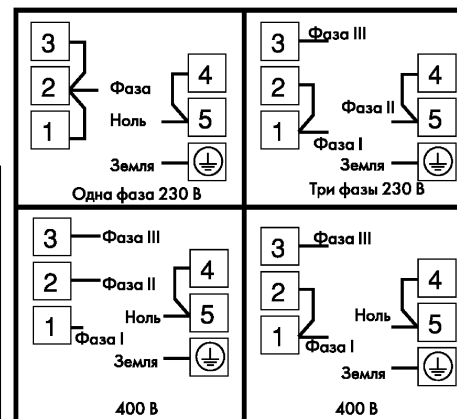 3
2
Фаза
4
1
Ноль
5
Земля
Одна фаза 230 В
3
Фаза III
2
4
Фаза II
1
5
Фаза I
Земля
Три фазы 230 В
3
Фаза III
4
2
Фаза II
1
Ноль
5
Фаза I
Земля
400 В
3
Фаза III
2
4
Ноль
1
5
Фаза I
Земля
400 В